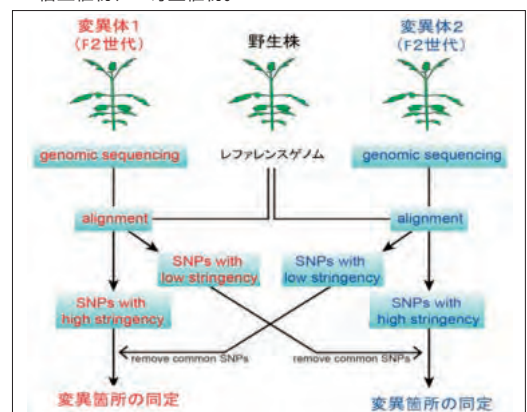 変異体1
(F2世代)
野生株
変異体2
(F2世代)
genomic sequencing
レファレンスゲノム
genomic sequencing
alignment
alignment
SNPs with
low stringency
SNPs with
low stringency
SNPs with
high stringency
SNPs with
high stringency
remove common SNPs
remove common SNPs
変異箇所の同定
変異箇所の同定